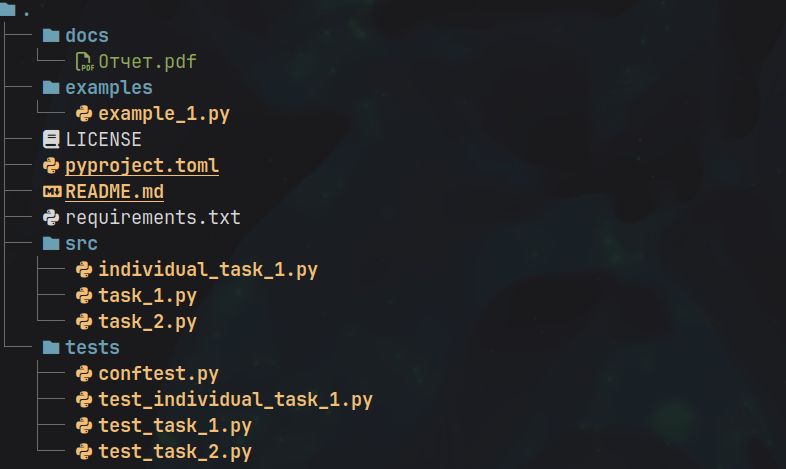 .
docs
Отчет.pdf
examples
example_1.py
LICENSE
pyproject.toml
README.md
requirements.txt
src
individual_task_1.py
task_1.py
task_2.py
tests
conftest.py
test_individual_task_1.py
test_task_1.py
test_task_2.py